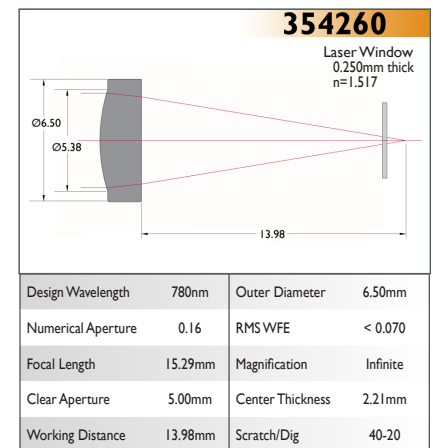 354260
Laser Window
0.250mm thick
n=1.517
Ø6.50
Ø5.38
13.98
Design Wavelength 780nm Outer Diameter 6.50mm
Numerical Aperture 0.16 RMS WFE < 0.070
Focal Length 15.29mm Magnification Infinite
Clear Aperture 5.00mm Center Thickness 2.21mm
Working Distance 13.98mm Scratch/Dig 40-20